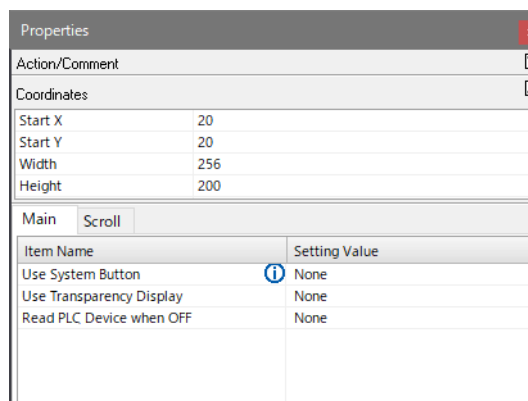 Properties
Action/Comment
Coordinates
Start X 20
Start Y 20
Width 256
Height 200
Main Scroll
Item Name Setting Value
Use System Button None
Use Transparency Display None
Read PLC Device when OFF None